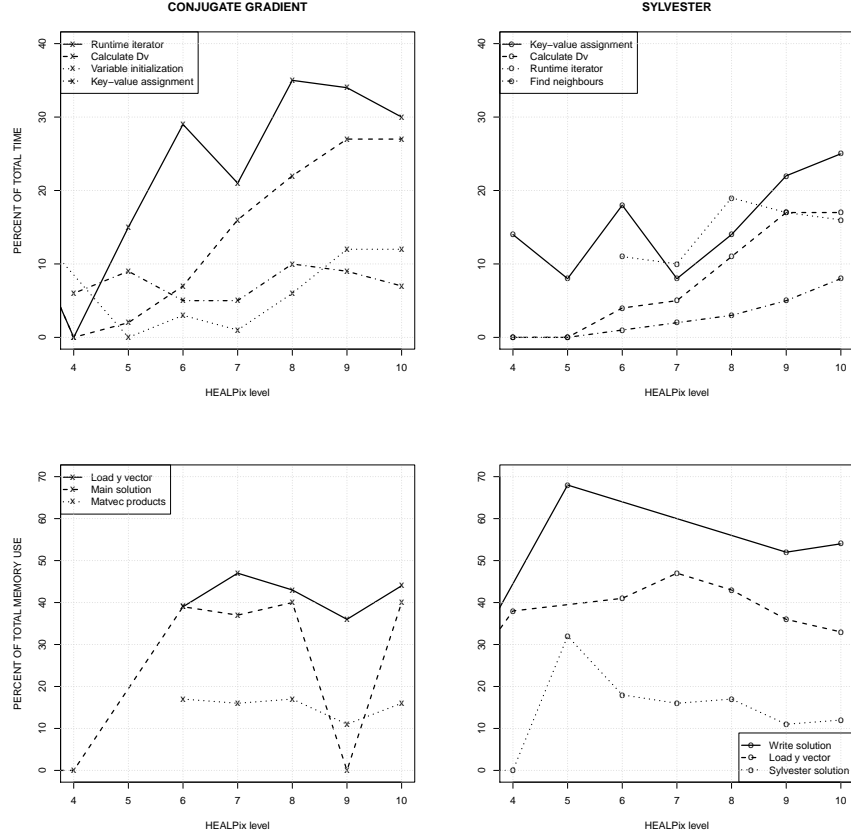 CONJUGATE GRADIENT
SYLVESTER
PERCENT OF TOTAL TIME
40
30
20
10
0
Runtime iterator
Calculate Dv
Variable initialization
Key−value assignment
4 5 6 7 8 9 10
HEALPix level
40
30
20
10
0
Key−value assignment
Calculate Dv
Runtime iterator
Find neighbours
4 5 6 7 8 9 10
HEALPix level
PERCENT OF TOTAL MEMORY USE
70
60
50
40
30
20
10
0
Load y vector
Main solution
Matvec products
4 5 6 7 8 9 10
HEALPix level
70
60
50
40
30
20
10
0
Write solution
Load y vector
Sylvester solution
4 5 6 7 8 9 10
HEALPix level